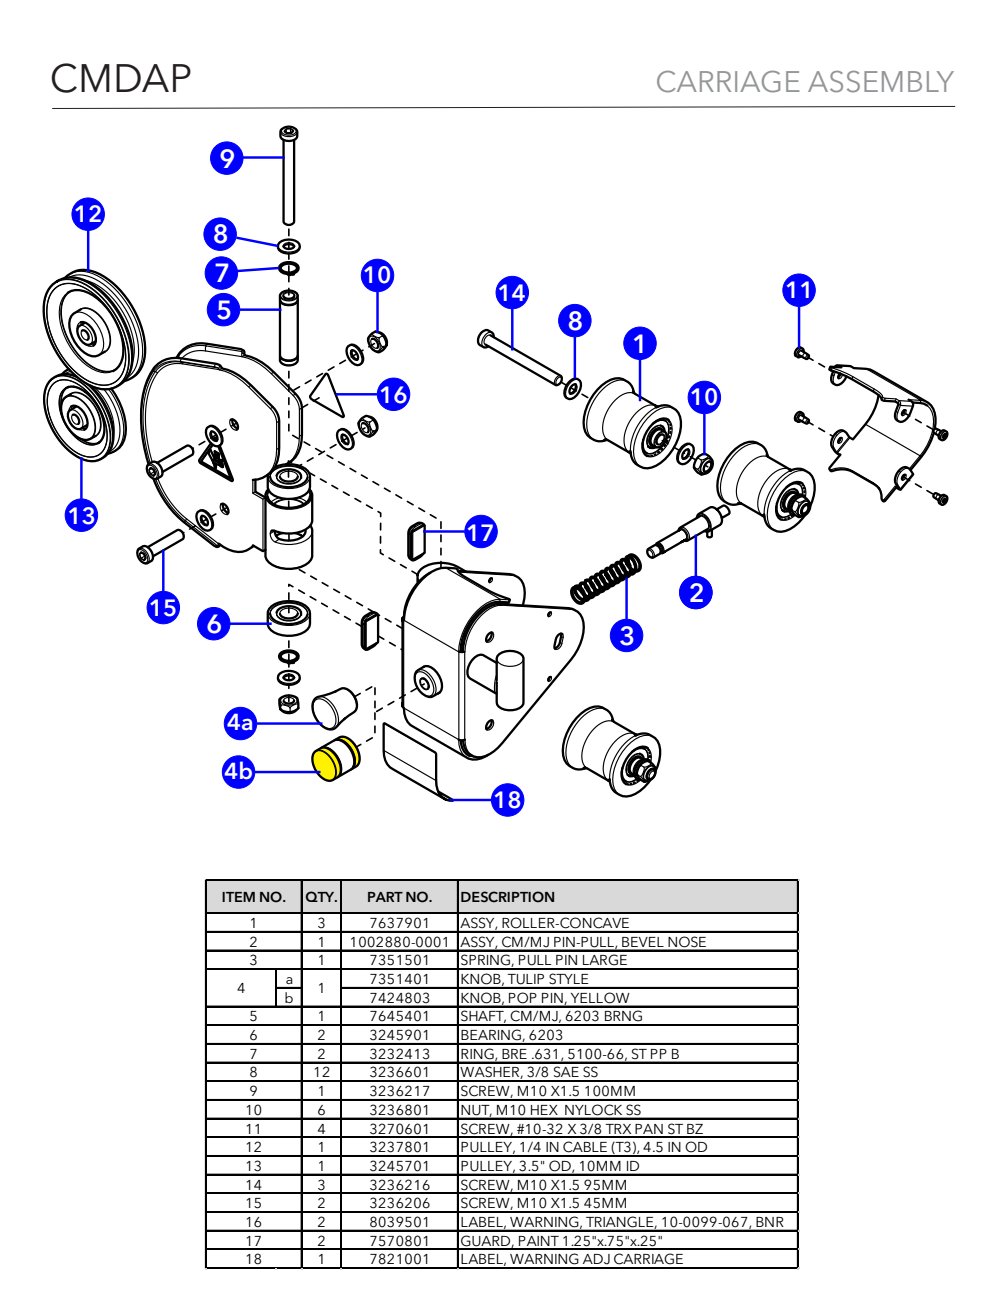 CMDAP
CARRIAGE ASSEMBLY
9
12
8
7
10
5
14
11
8
1
16
10
13
17
15
6
2
3
4a
4b
18
ITEM NO. QTY. PART NO. DESCRIPTION
1 3 7637901 ASSY, ROLLER-CONCAVE
2 1 1002880-0001 ASSY, CM/MJ PIN-PULL, BEVEL NOSE
3 1 7351501 SPRING, PULL PIN LARGE
4 a 1 7351401 KNOB, TULIP STYLE
b 7424803 KNOB, POP PIN, YELLOW
5 1 7645401 SHAFT, CM/MJ, 6203 BRNG
6 2 3245901 BEARING, 6203
7 2 3232413 RING, BRE .631, 5100-66, ST PP B
8 12 3236601 WASHER, 3/8 SAE SS
9 1 3236217 SCREW, M10 X1.5 100MM
10 6 3236801 NUT, M10 HEX NYLOCK SS
11 4 3270601 SCREW, #10-32 X 3/8 TRX PAN ST BZ
12 1 3237801 PULLEY, 1/4 IN CABLE (T3), 4.5 IN OD
13 1 3245701 PULLEY, 3.5" OD, 10MM ID
14 3 3236216 SCREW, M10 X1.5 95MM
15 2 3236206 SCREW, M10 X1.5 45MM
16 2 8039501 LABEL, WARNING, TRIANGLE, 10-0099-067, BNR
17 2 7570801 GUARD, PAINT 1.25"x.75"x.25"
18 1 7821001 LABEL, WARNING ADJ CARRIAGE